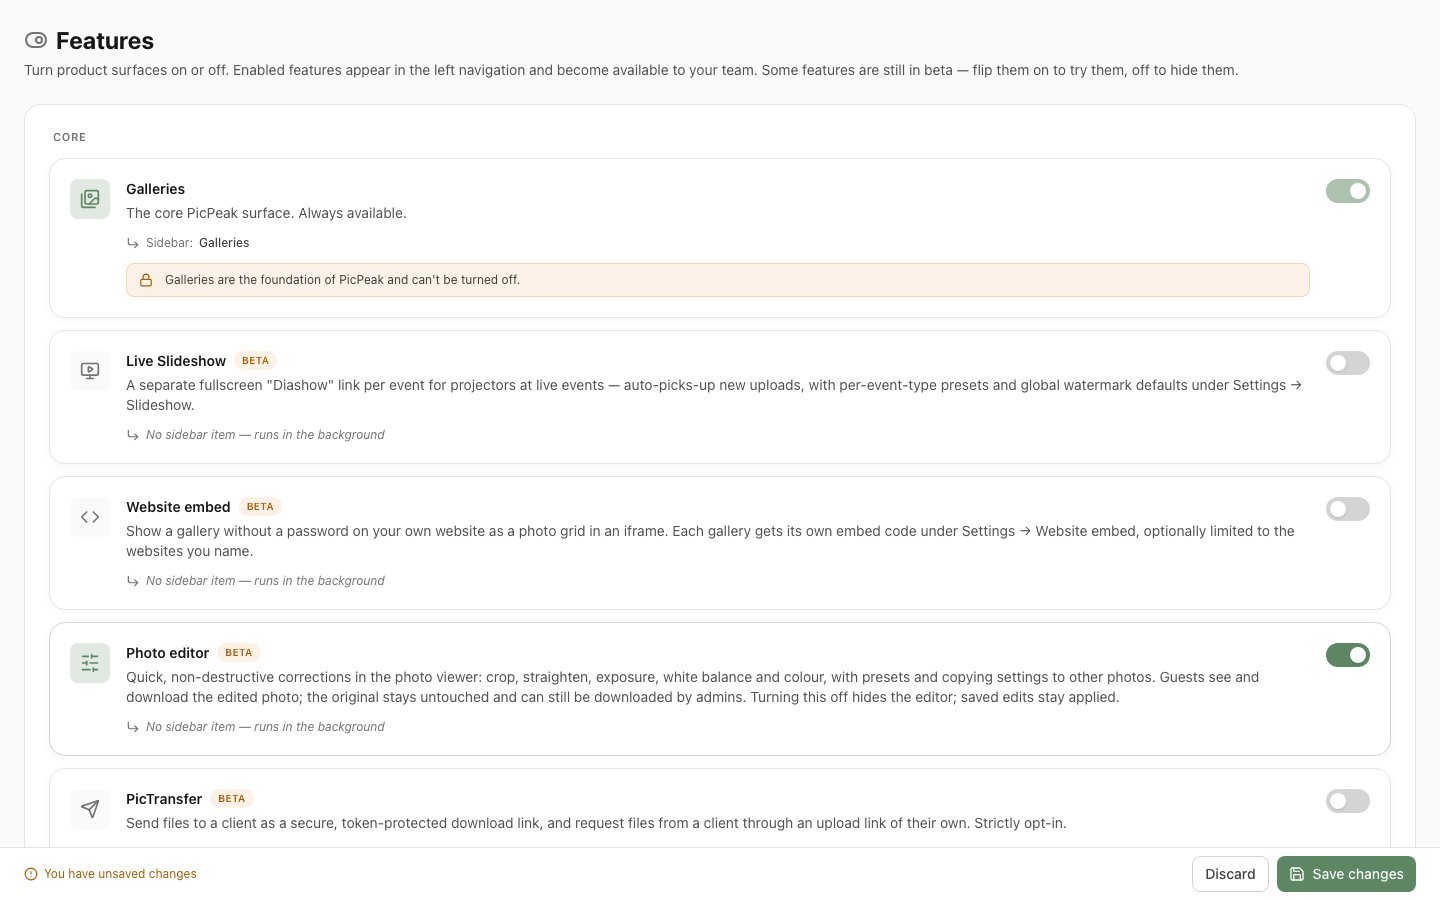 Features
Turn product surfaces on or off. Enabled features appear in the left navigation and become available to your team. Some features are still in beta — flip them on to try them, off to hide them.
CORE
Galleries
The core PicPeak surface. Always available.
Sidebar: Galleries
Galleries are the foundation of PicPeak and can't be turned off.
Live Slideshow BETA
A separate fullscreen "Diashow" link per event for projectors at live events — auto-picks-up new uploads, with per-event-type presets and global watermark defaults under Settings →
Slideshow.
No sidebar item — runs in the background
Website embed BETA
Show a gallery without a password on your own website as a photo grid in an iframe. Each gallery gets its own embed code under Settings → Website embed, optionally limited to the
websites you name.
No sidebar item — runs in the background
Photo editor BETA
Quick, non-destructive corrections in the photo viewer: crop, straighten, exposure, white balance and colour, with presets and copying settings to other photos. Guests see and
download the edited photo; the original stays untouched and can still be downloaded by admins. Turning this off hides the editor; saved edits stay applied.
No sidebar item — runs in the background
PicTransfer BETA
Send files to a client as a secure, token-protected download link, and request files from a client through an upload link of their own. Strictly opt-in.
You have unsaved changes
Discard
Save changes